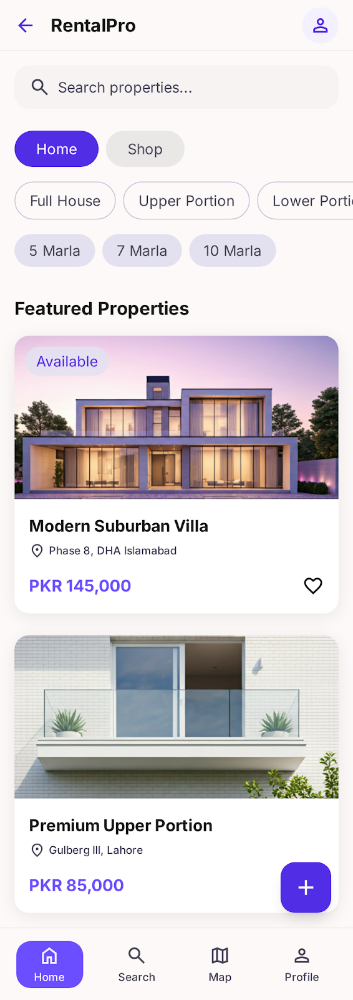 RentalPro
Search properties...
Home Shop
Full House Upper Portion Lower Porti
5 Marla 7 Marla 10 Marla
Featured Properties
Available
Modern Suburban Villa
Phase 8, DHA Islamabad
PKR 145,000
Premium Upper Portion
Gulberg III, Lahore
PKR 85,000
Home Search Map Profile